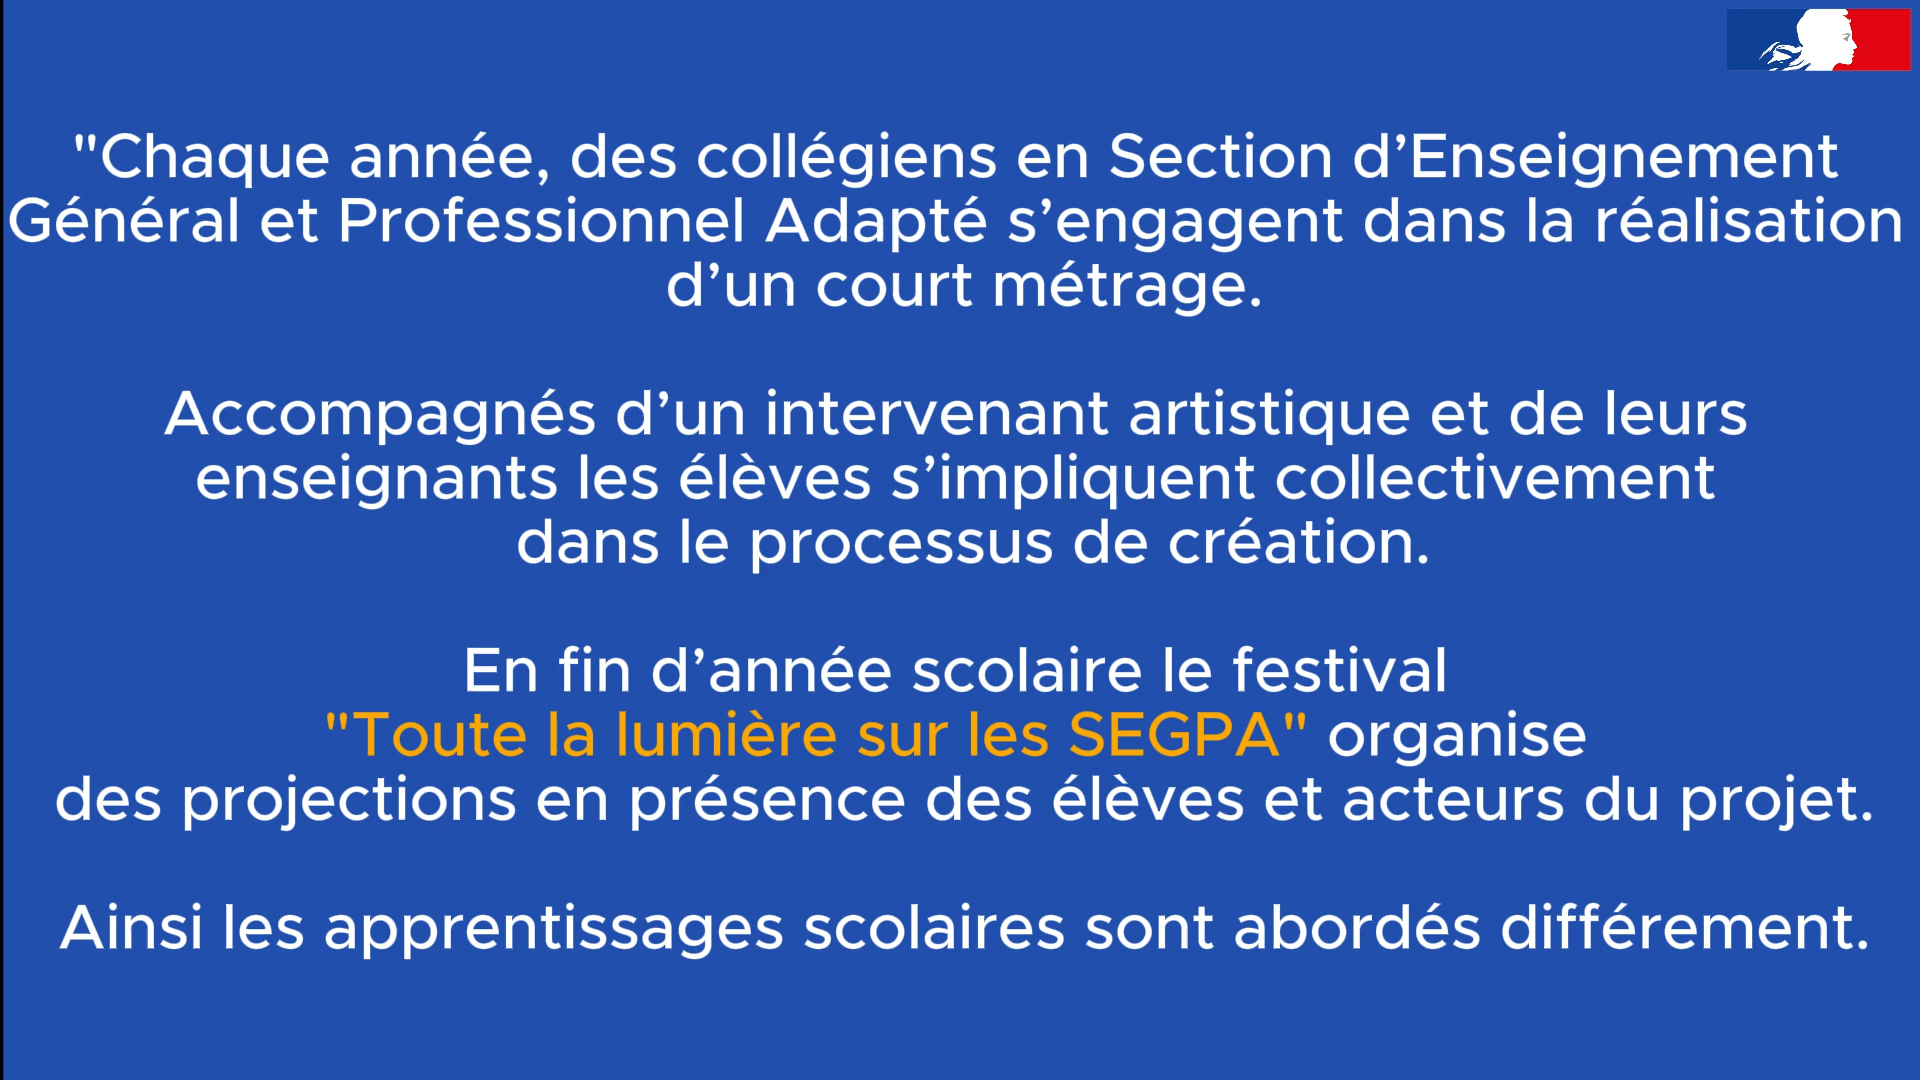 "Chaque année, des collégiens en Section d’Enseignement
Général et Professionnel Adapté s’engagent dans la réalisation
d’un court métrage.
Accompagnés d’un intervenant artistique et de leurs
enseignants les élèves s’impliquent collectivement
dans le processus de création.
En fin d’année scolaire le festival
"Toute la lumière sur les SEGPA" organise
des projections en présence des élèves et acteurs du projet.
Ainsi les apprentissages scolaires sont abordés différement.